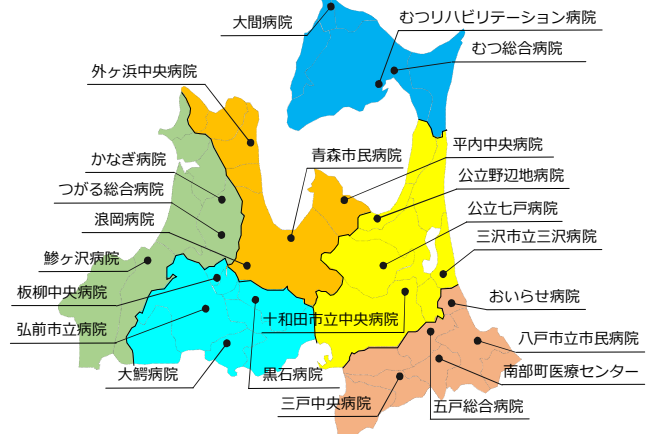 大間病院
むつリハビリテーション病院
むつ総合病院
外ヶ浜中央病院
青森市民病院
平内中央病院
かなぎ病院
公立野辺地病院
つがる総合病院
公立七戸病院
浪岡病院
三沢市立三沢病院
鯵ヶ沢病院
板柳中央病院
おいらせ病院
十和田市立中央病院
弘前市立病院
八戸市立市民病院
大鰐病院
黒石病院
南部町医療センター
三戸中央病院
五戸総合病院